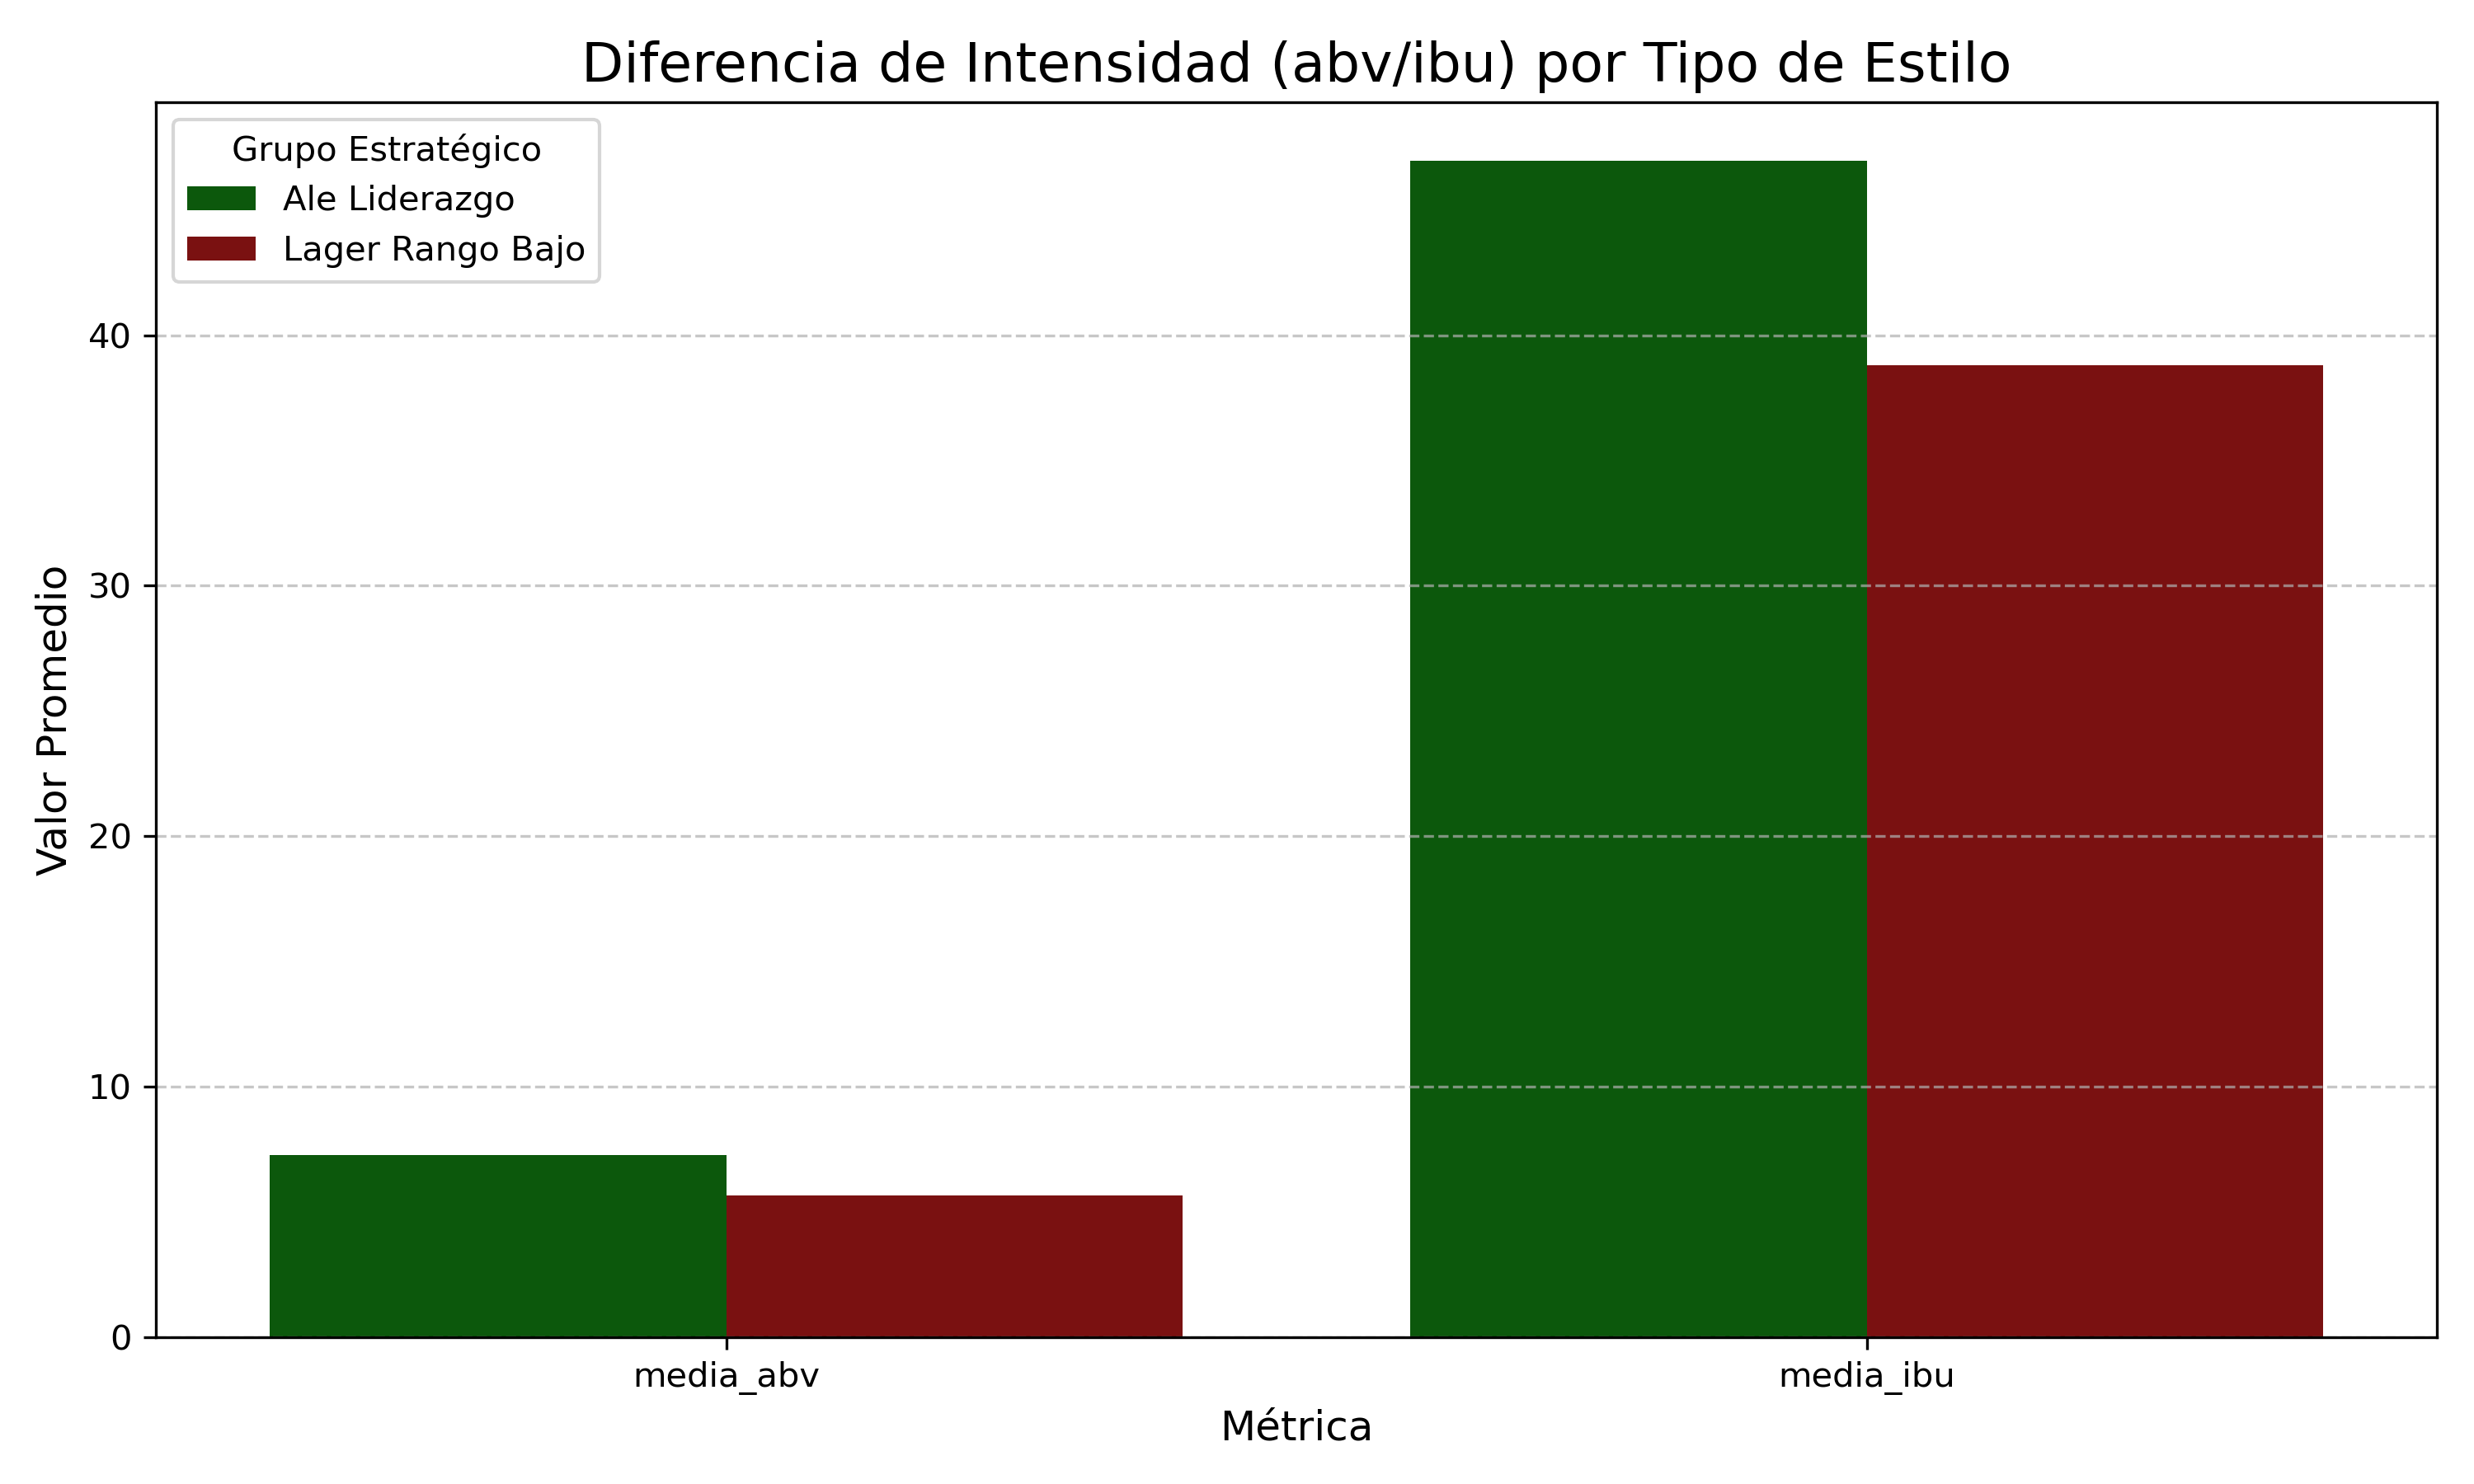 Diferencia de Intensidad (abv/ibu) por Tipo de Estilo
Grupo Estratégico
Ale Liderazgo
Lager Rango Bajo
Valor Promedio
40
30
20
10
0
media_abv
media_ibu
Métrica